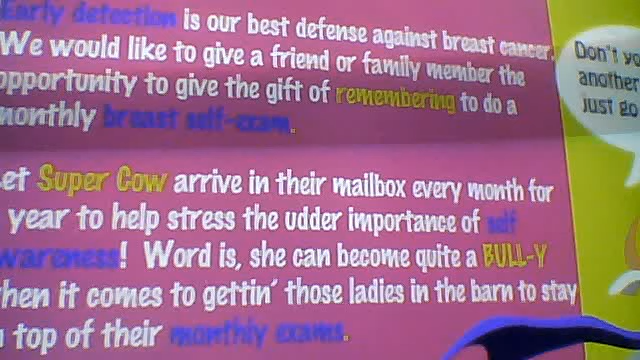 Early detection is our best defense against breast cancer.
We would like to give a friend or family member the
opportunity to give the gift of remembering to do a
monthly breast self-exam.
Let Super Cow arrive in their mailbox every month for
year to help stress the udder importance of self
awareness! Word is, she can become quite a BULL-Y
when it comes to gettin' those ladies in the barn to stay
top of their monthly exams.
Don't
another
just go